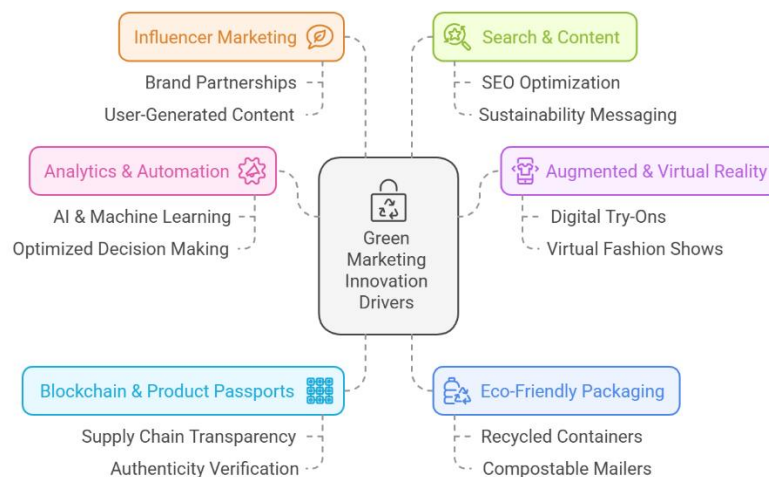 Influencer Marketing
Brand Partnerships
User-Generated Content
Search & Content
SEO Optimization
Sustainability Messaging
Analytics & Automation
AI & Machine Learning
Optimized Decision Making
Green
Marketing
Innovation
Drivers
Augmented & Virtual Reality
Digital Try-Ons
Virtual Fashion Shows
Blockchain & Product Passports
Supply Chain Transparency
Authenticity Verification
Eco-Friendly Packaging
Recycled Containers
Compostable Mailers